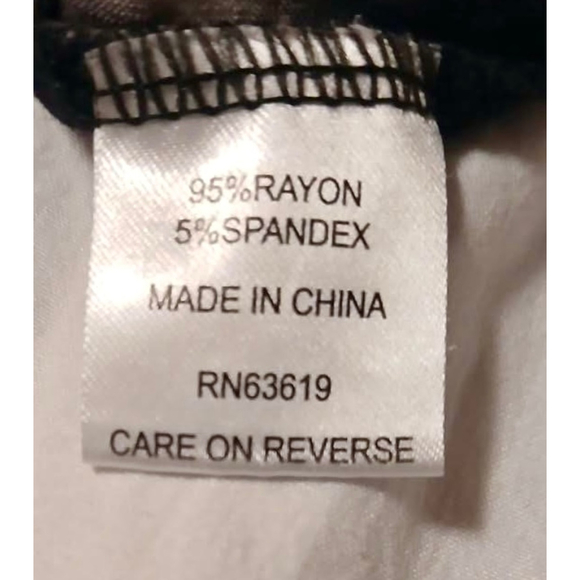 95%RAYON
5%SPANDEX
MADE IN CHINA
RN63619
CARE ON REVERSE